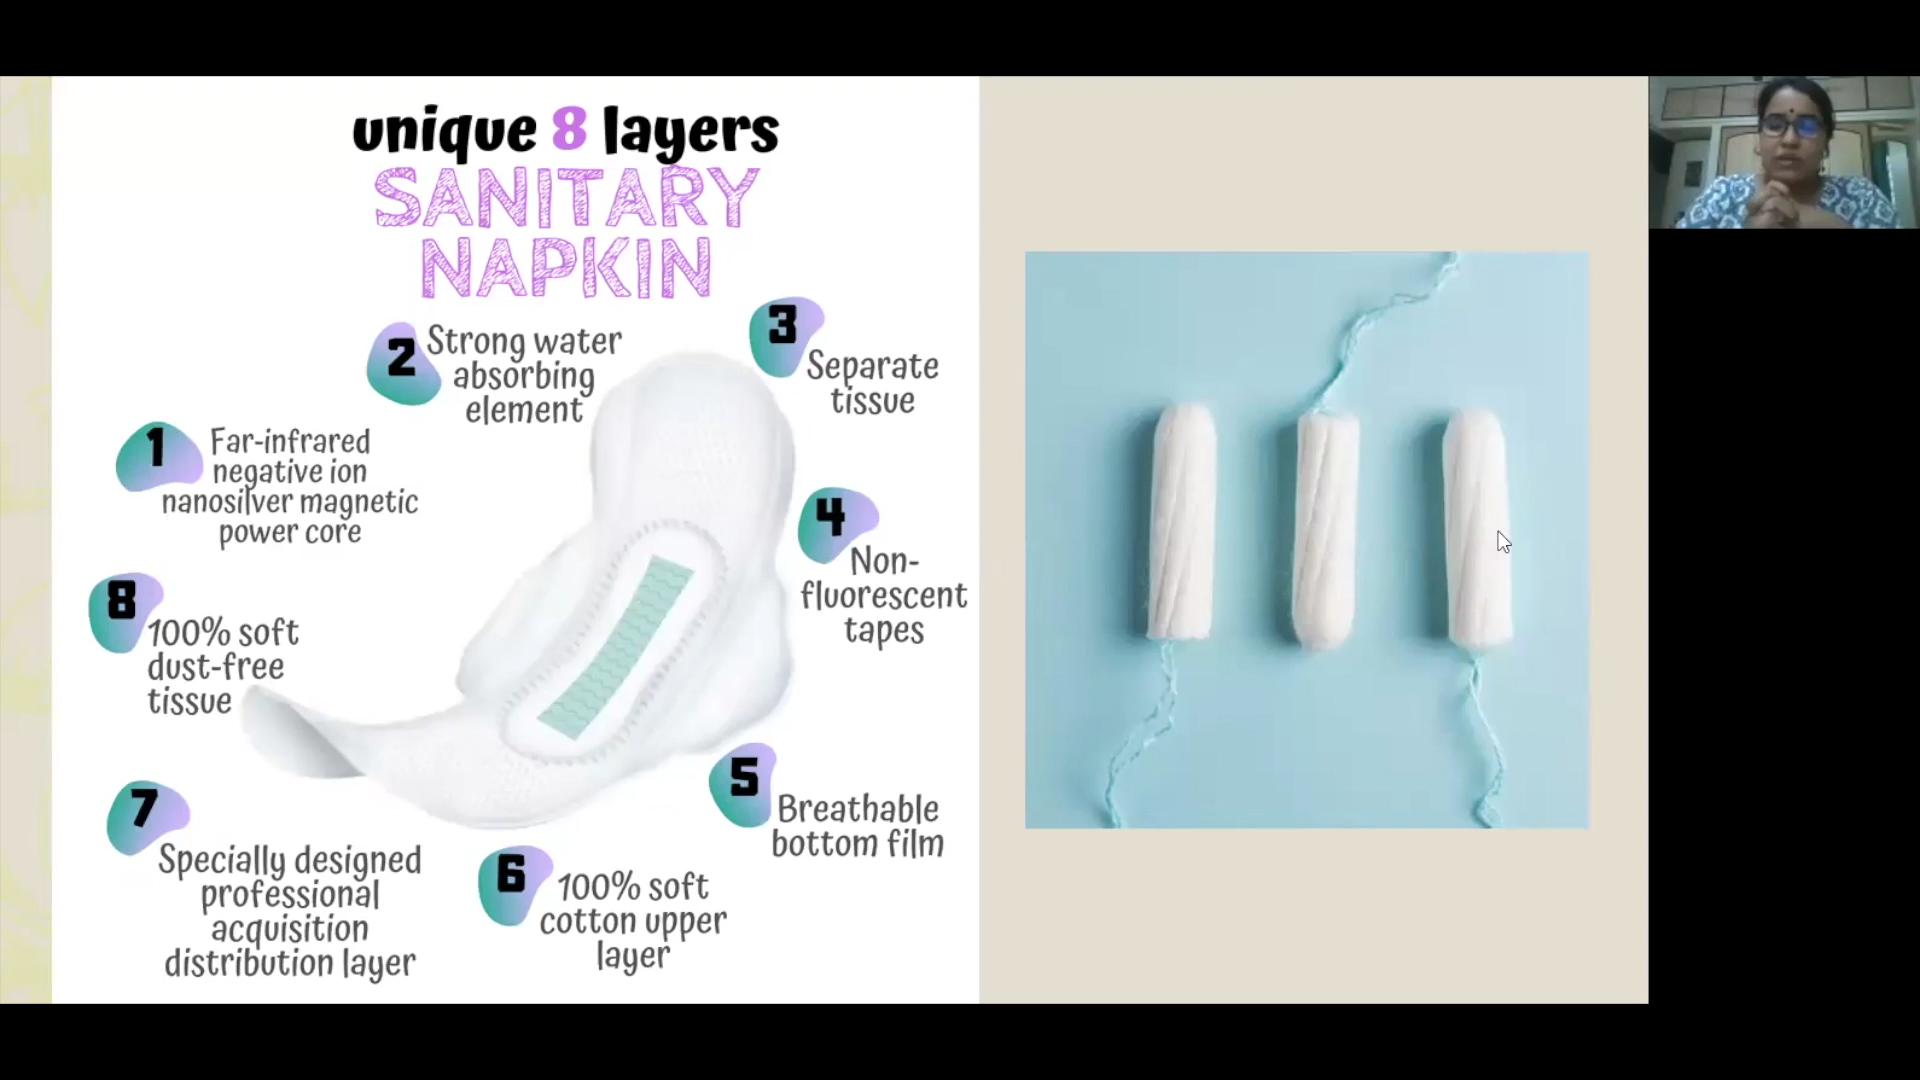 unique 8 layers
SANITARY
NAPKIN
1
Far-infrared
negative ion
nanosilver magnetic
power core
2
Strong water
absorbing
element
3
Separate
tissue
4
Non-
fluorescent
tapes
5
Breathable
bottom film
6
100% soft
cotton upper
layer
7
Specially designed
professional
acquisition
distribution layer
8
100% soft
dust-free
tissue